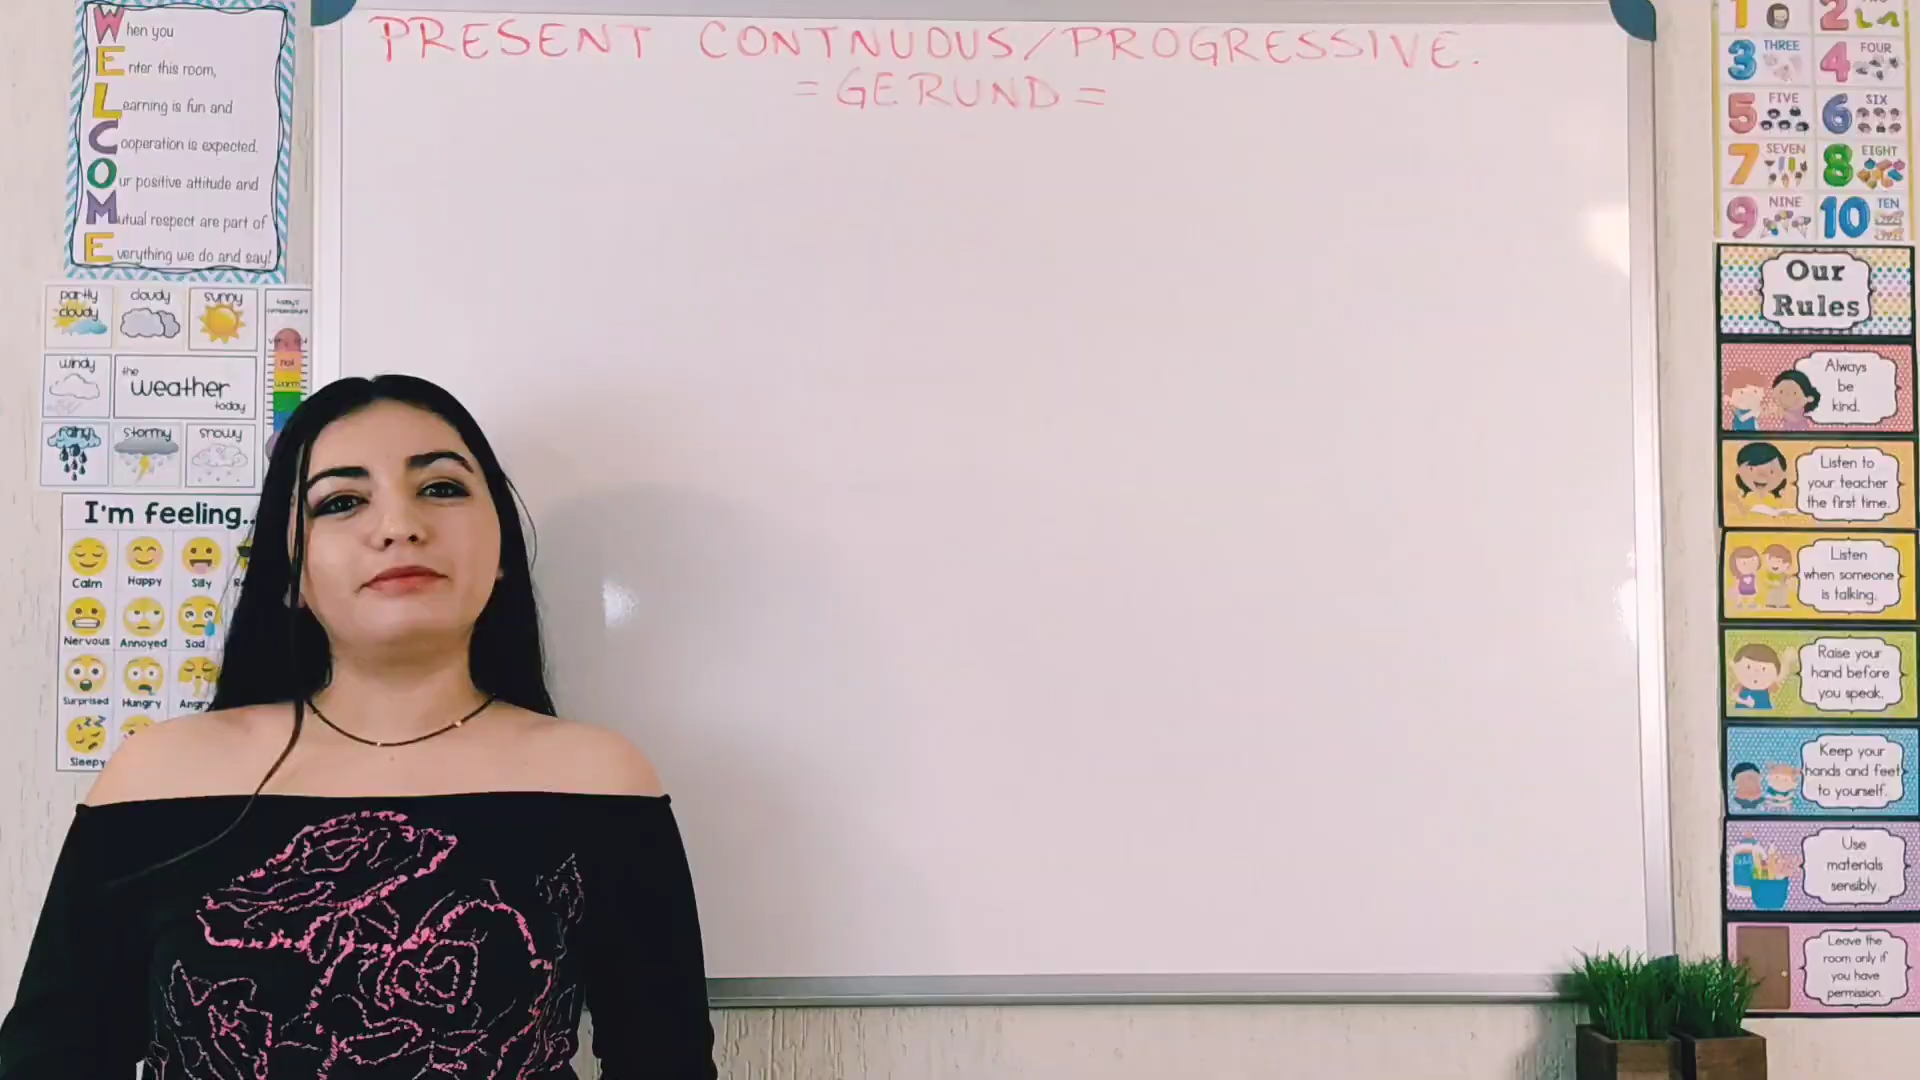 PRESENT CONTNUOUS/PROGRESSIVE.
= GERUND =
When you
Enter this room,
Learning is fun and
Cooperation is expected.
Our positive attitude and
Mutual respect are part of
Everything we do and say!
partly cloudy
cloudy
sunny
windy
the weather today
rainy
stormy
snowy
today's temperature
hot
warm
I'm feeling..
Calm
Happy
Silly
Nervous
Annoyed
Sad
Surprised
Hungry
Angry
Sleepy
1
2
3 THREE
4 FOUR
5 FIVE
6 SIX
7 SEVEN
8 EIGHT
9 NINE
10 TEN
Our
Rules
Always
be
kind.
Listen to
your teacher
the first time.
Listen
when someone
is talking.
Raise your
hand before
you speak.
Keep your
hands and feet
to yourself.
Use
materials
sensibly.
Leave the
room only if
you have
permission.